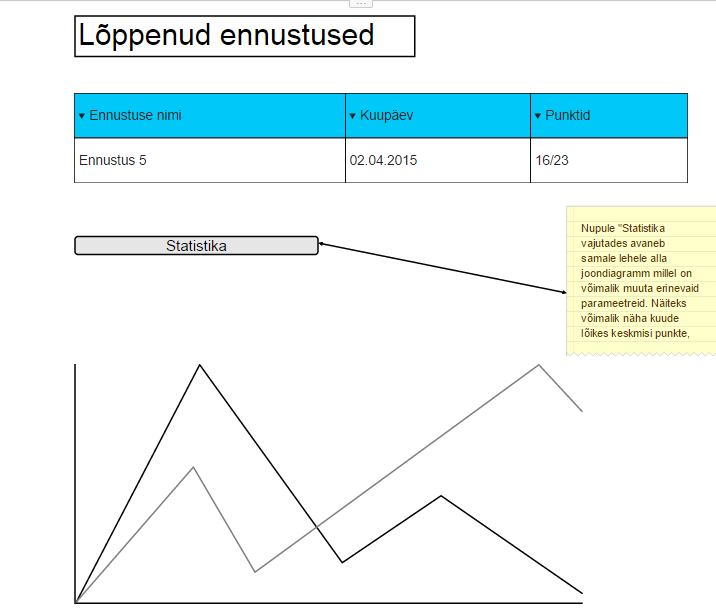 Lõppenud ennustused
Ennustuse nimi Kuupäev Punktid
Ennustus 5 02.04.2015 16/23
Statistika
Nupule "Statistika
vajutades avaneb
samale lehele alla
joondiagramm millel on
võimalik muuta erinevaid
parameetreid. Näiteks
võimalik näha kuude
lõikes keskmisi punkte,